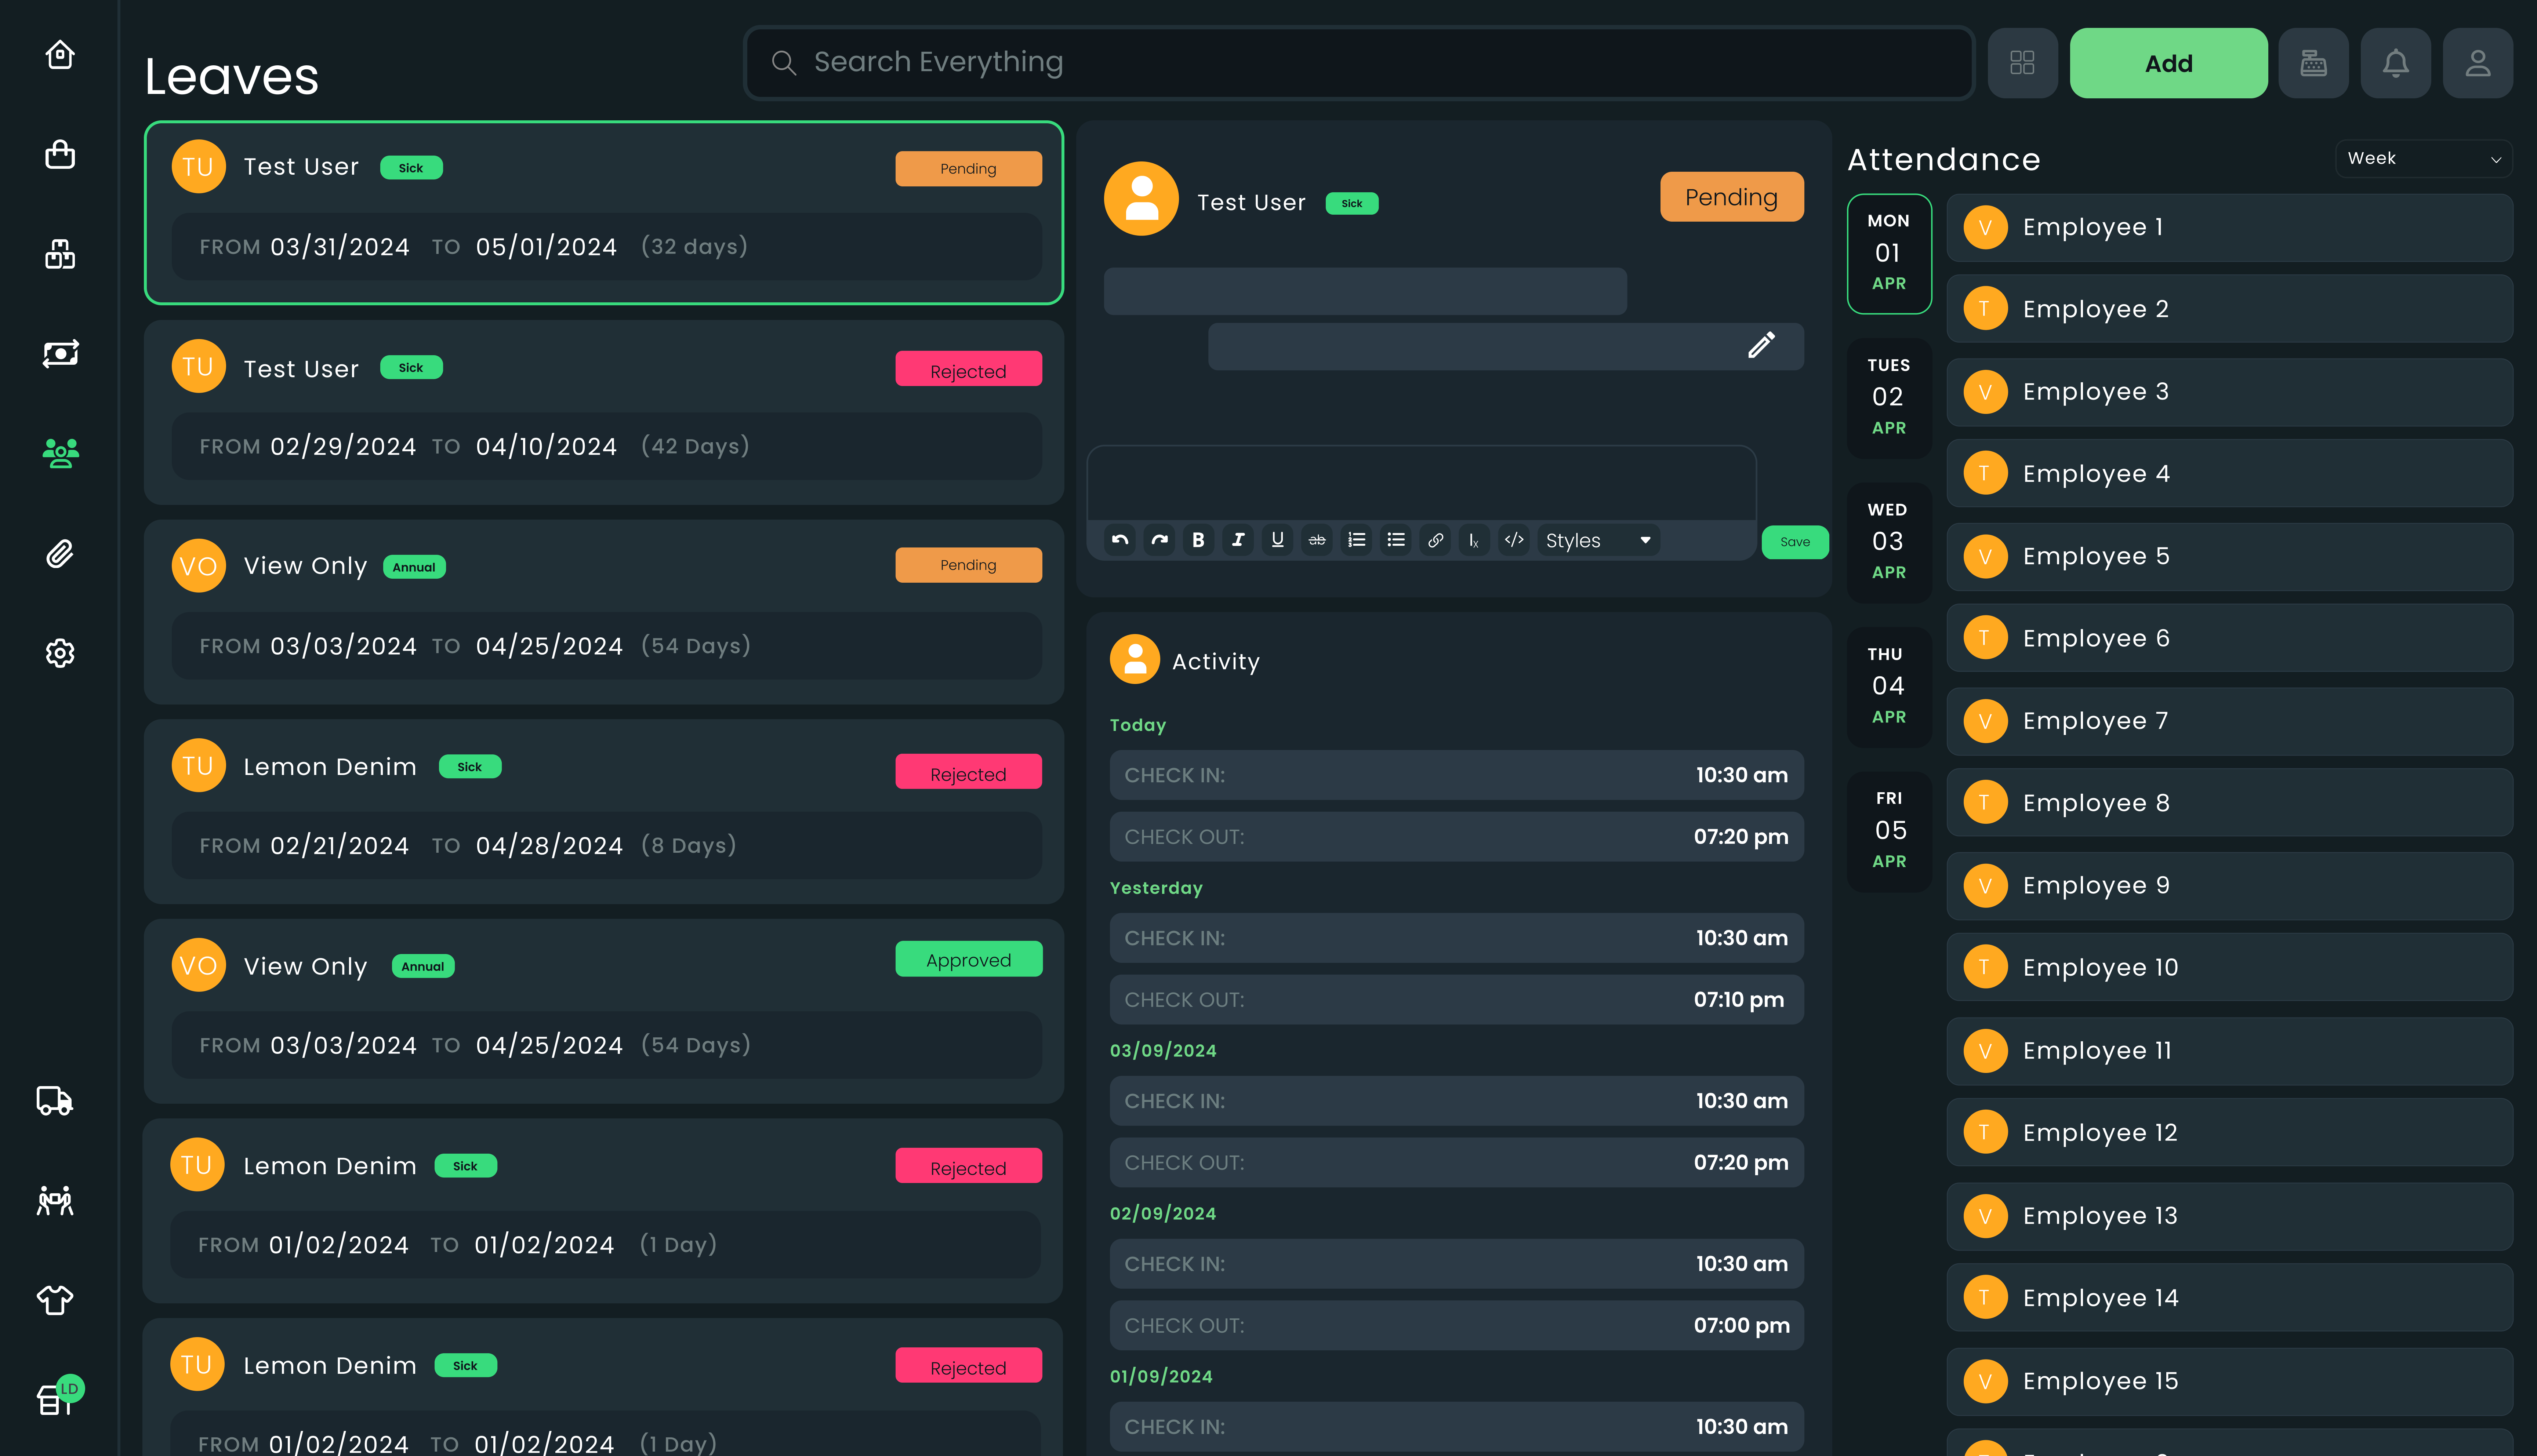 Leaves
Search Everything
Add
TU Test User Sick Pending
FROM 03/31/2024 TO 05/01/2024 (32 days)
TU Test User Sick Rejected
FROM 02/29/2024 TO 04/10/2024 (42 Days)
VO View Only Annual Pending
FROM 03/03/2024 TO 04/25/2024 (54 Days)
TU Lemon Denim Sick Rejected
FROM 02/21/2024 TO 04/28/2024 (8 Days)
VO View Only Annual Approved
FROM 03/03/2024 TO 04/25/2024 (54 Days)
TU Lemon Denim Sick Rejected
FROM 01/02/2024 TO 01/02/2024 (1 Day)
TU Lemon Denim Sick Rejected
FROM 01/02/2024 TO 01/02/2024 (1 Day)
LD
Test User Sick Pending
B I U ab Ix </> Styles
Save
Activity
Today
CHECK IN: 10:30 am
CHECK OUT: 07:20 pm
Yesterday
CHECK IN: 10:30 am
CHECK OUT: 07:10 pm
03/09/2024
CHECK IN: 10:30 am
CHECK OUT: 07:20 pm
02/09/2024
CHECK IN: 10:30 am
CHECK OUT: 07:00 pm
01/09/2024
CHECK IN: 10:30 am
Attendance
Week
MON
01
APR
TUES
02
APR
WED
03
APR
THU
04
APR
FRI
05
APR
V Employee 1
T Employee 2
V Employee 3
T Employee 4
V Employee 5
T Employee 6
V Employee 7
T Employee 8
V Employee 9
T Employee 10
V Employee 11
T Employee 12
V Employee 13
T Employee 14
V Employee 15